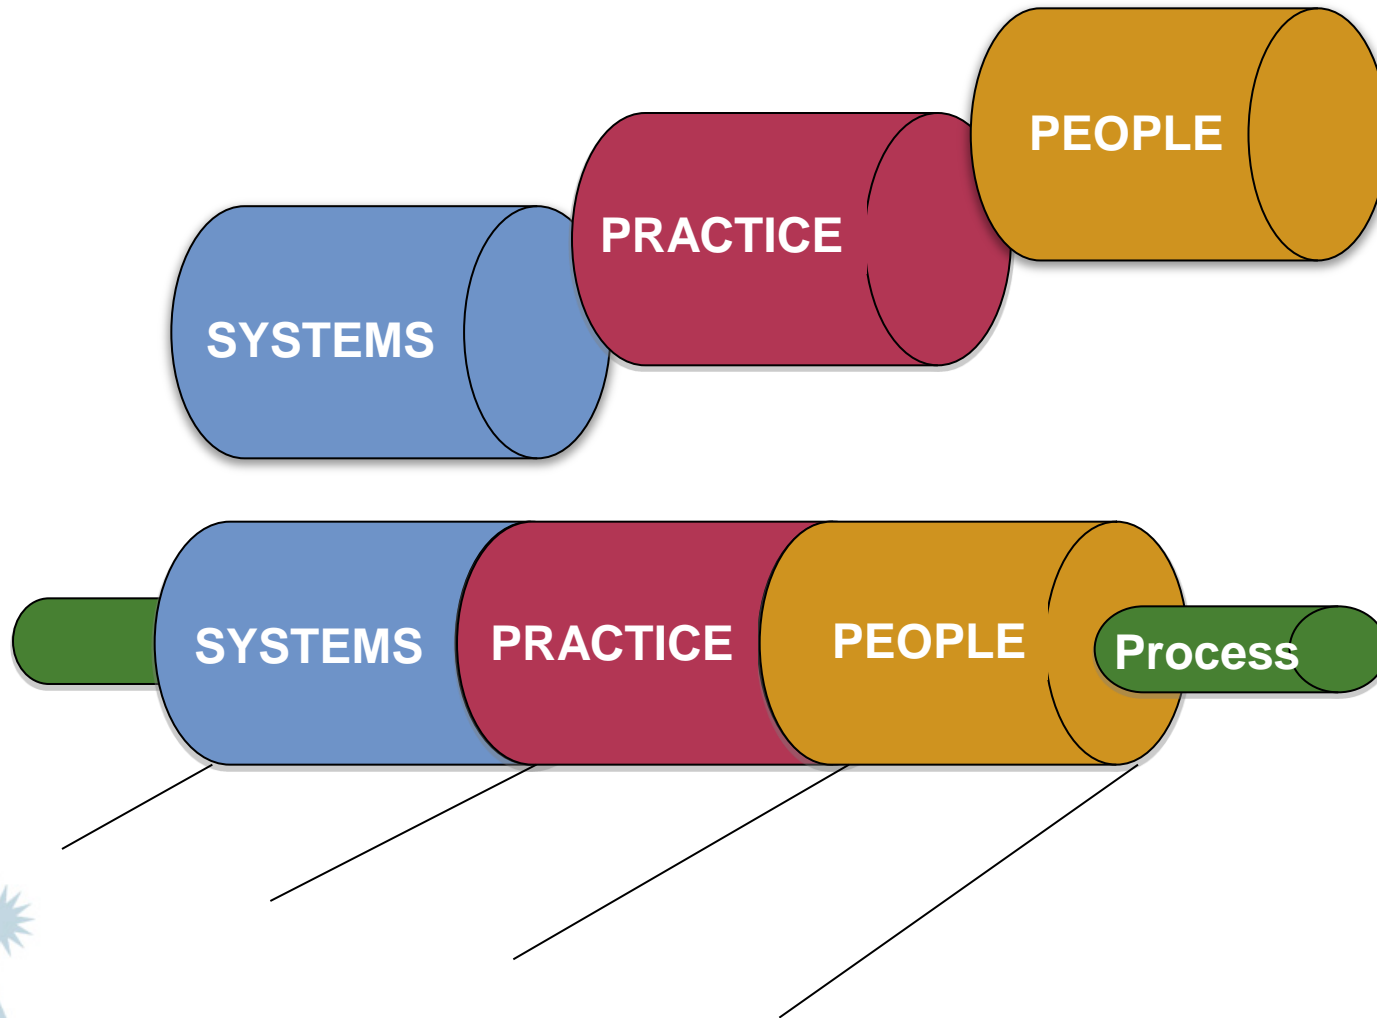 PEOPLE
PRACTICE
SYSTEMS
SYSTEMS
PRACTICE
PEOPLE
Process